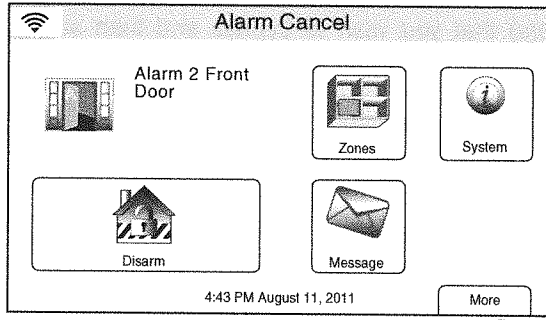 Alarm Cancel
Alarm 2 Front
Door
Zones
System
Disarm
Message
4:43 PM August 11, 2011
More